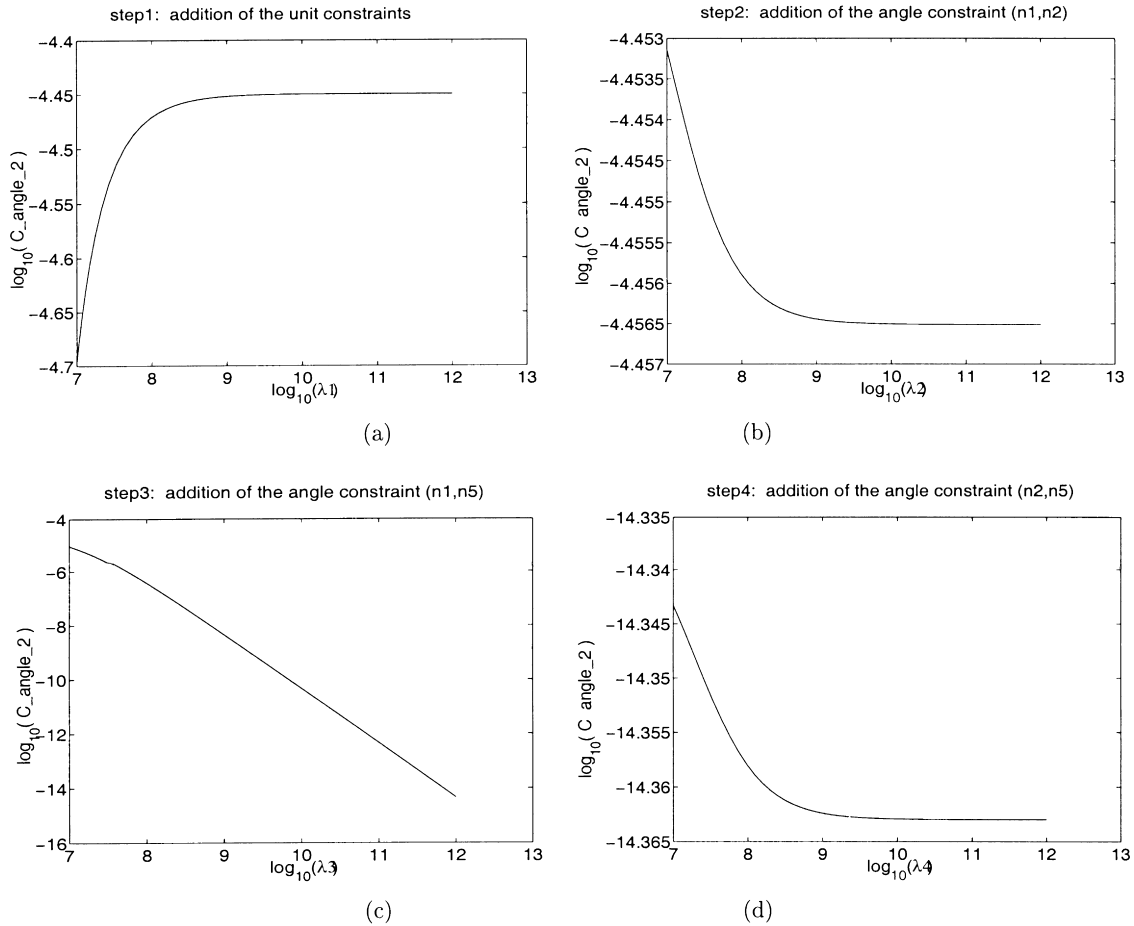 step1: addition of the unit constraints
−4.4
−4.45
−4.5
−4.55
−4.6
−4.65
−4.7
log10( C_angle_2 )
7 8 9 10 11 12 13
log10(λ1)
(a)
step2: addition of the angle constraint (n1,n2)
−4.453
−4.4535
−4.454
−4.4545
−4.455
−4.4555
−4.456
−4.4565
−4.457
log10( C angle_2 )
7 8 9 10 11 12 13
log10(λ2)
(b)
step3: addition of the angle constraint (n1,n5)
−4
−6
−8
−10
−12
−14
−16
log10( C_angle_2 )
7 8 9 10 11 12 13
log10(λ3)
(c)
step4: addition of the angle constraint (n2,n5)
−14.335
−14.34
−14.345
−14.35
−14.355
−14.36
−14.365
log10( C angle_2 )
7 8 9 10 11 12 13
log10(λ4)
(d)